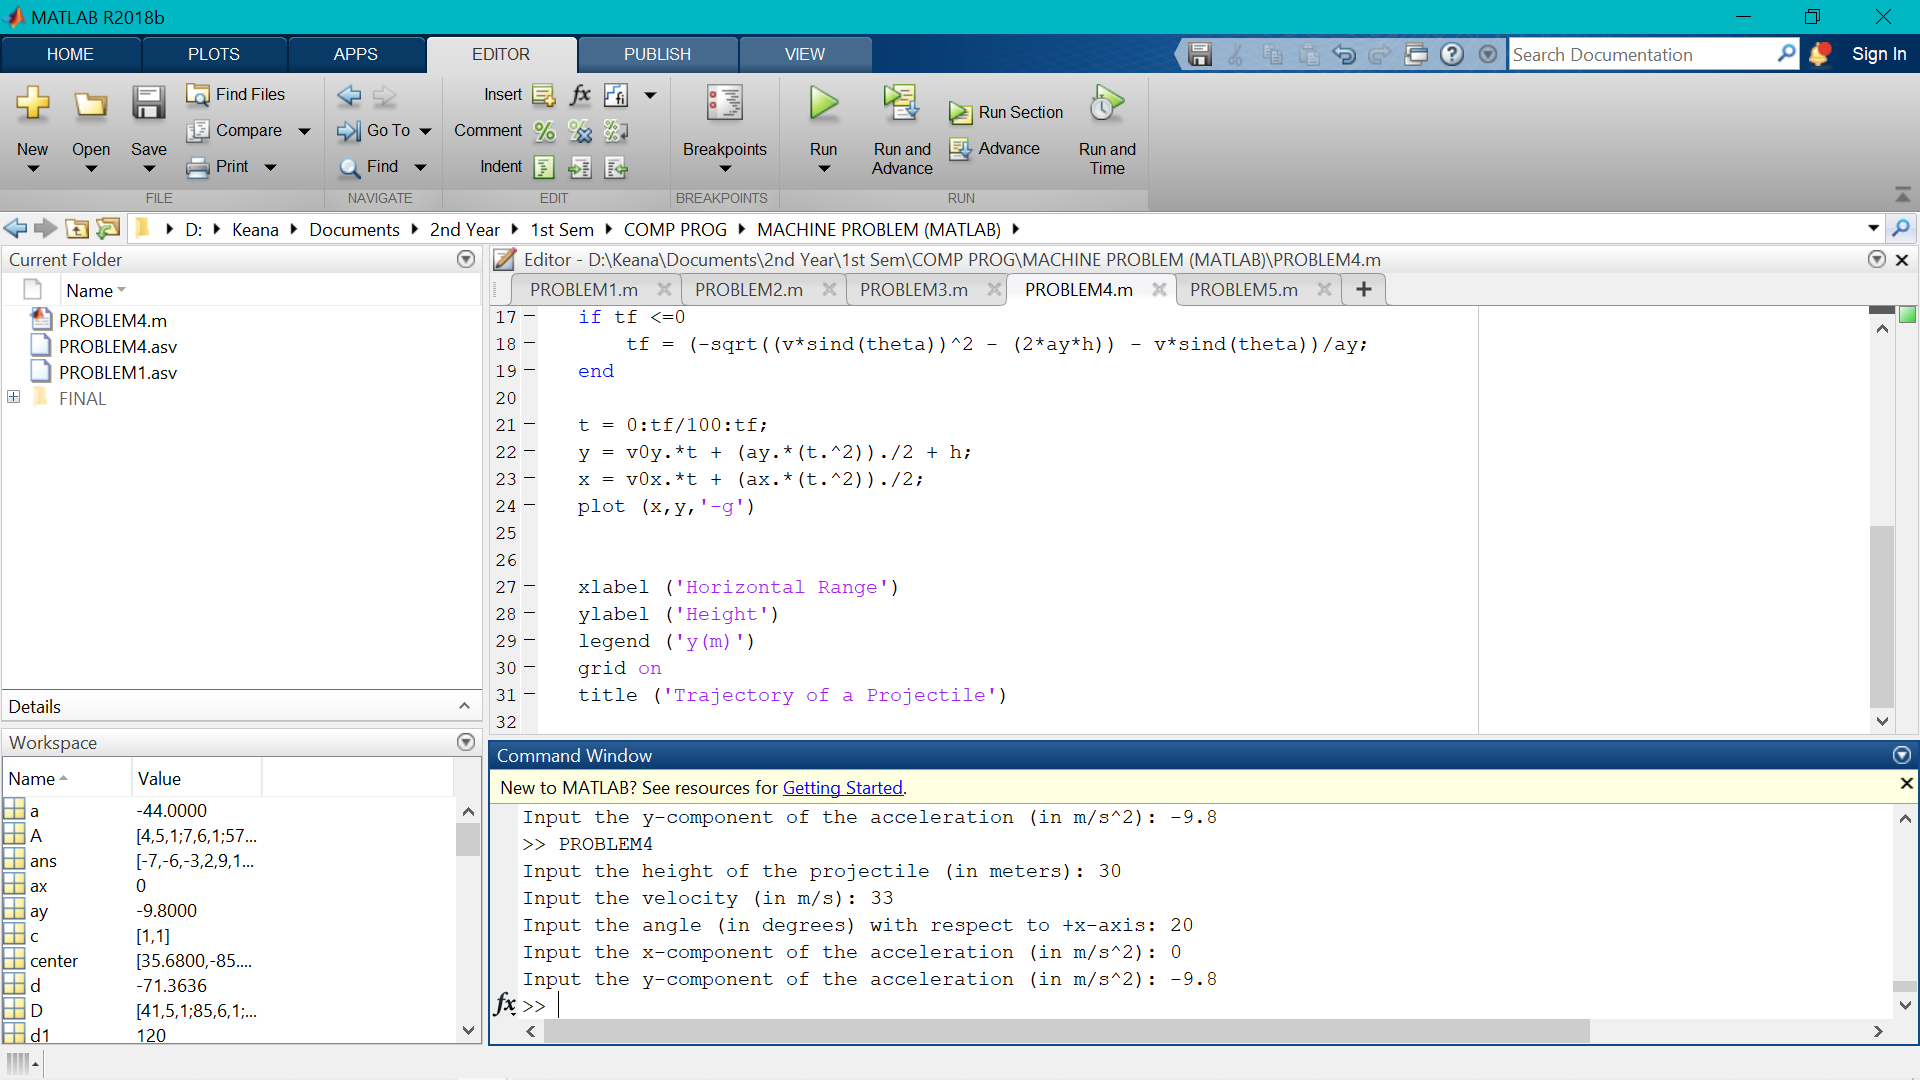 MATLAB R2018b
HOME PLOTS APPS EDITOR PUBLISH VIEW
Search Documentation
Sign In
New
Open
Save
Find Files
Compare
Print
FILE
Go To
Find
NAVIGATE
Insert
fx
fi
Comment
Indent
EDIT
Breakpoints
BREAKPOINTS
Run
Run and
Advance
Run Section
Advance
Run and
Time
RUN
D: Keana Documents 2nd Year 1st Sem COMP PROG MACHINE PROBLEM (MATLAB)
Current Folder
Name
PROBLEM4.m
PROBLEM4.asv
PROBLEM1.asv
FINAL
Details
Workspace
Name Value
a -44.0000
A [4,5,1;7,6,1;57...
ans [-7,-6,-3,2,9,1...
ax 0
ay -9.8000
c [1,1]
center [35.6800,-85....
d -71.3636
D [41,5,1;85,6,1;...
d1 120
Editor - D:\Keana\Documents\2nd Year\1st Sem\COMP PROG\MACHINE PROBLEM (MATLAB)\PROBLEM4.m
PROBLEM1.m PROBLEM2.m PROBLEM3.m PROBLEM4.m PROBLEM5.m
17 if tf <=0
18 tf = (-sqrt((v*sind(theta))^2 - (2*ay*h)) - v*sind(theta))/ay;
19 end
20
21 t = 0:tf/100:tf;
22 y = v0y.*t + (ay.*(t.^2))./2 + h;
23 x = v0x.*t + (ax.*(t.^2))./2;
24 plot (x,y,'-g')
25
26
27 xlabel ('Horizontal Range')
28 ylabel ('Height')
29 legend ('y(m)')
30 grid on
31 title ('Trajectory of a Projectile')
32
Command Window
New to MATLAB? See resources for Getting Started.
Input the y-component of the acceleration (in m/s^2): -9.8
>> PROBLEM4
Input the height of the projectile (in meters): 30
Input the velocity (in m/s): 33
Input the angle (in degrees) with respect to +x-axis: 20
Input the x-component of the acceleration (in m/s^2): 0
Input the y-component of the acceleration (in m/s^2): -9.8
fx >>